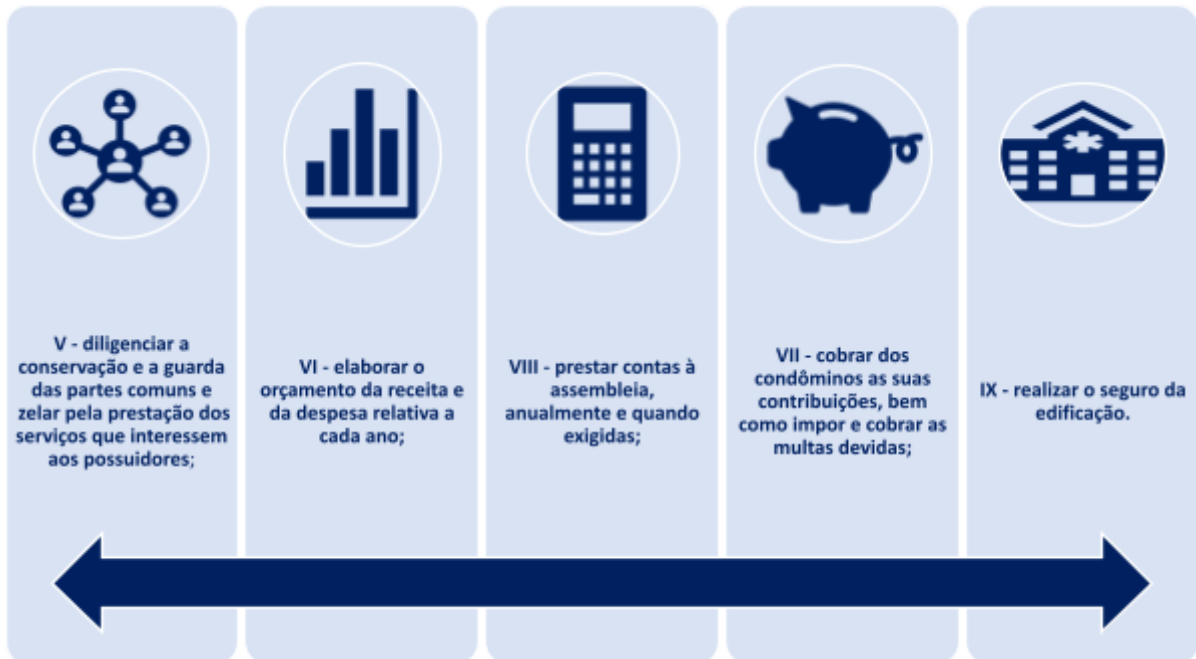 V - diligenciar a
conservação e a guarda
das partes comuns e
zelar pela prestação dos
serviços que interessem
aos possuidores;
VI - elaborar o
orçamento da receita e
da despesa relativa a
cada ano;
VIII - prestar contas à
assembleia,
anualmente e quando
exigidas;
VII - cobrar dos
condôminos as suas
contribuições, bem
como impor e cobrar as
multas devidas;
IX - realizar o seguro da
edificação.